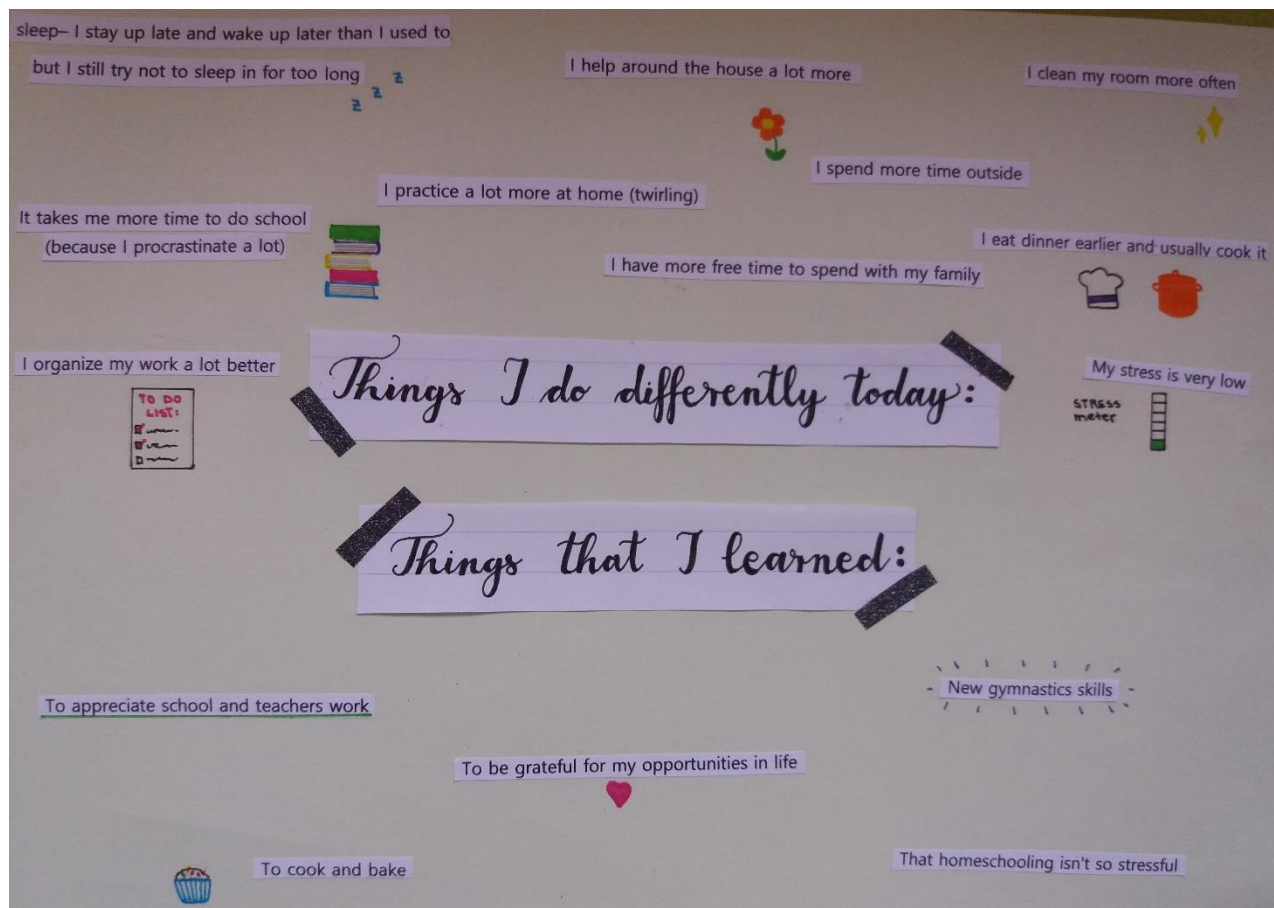 sleep– I stay up late and wake up later than I used to
but I still try not to sleep in for too long
z
z
z
I help around the house a lot more
I clean my room more often
I spend more time outside
I practice a lot more at home (twirling)
It takes me more time to do school
(because I procrastinate a lot)
I eat dinner earlier and usually cook it
I have more free time to spend with my family
I organize my work a lot better
TO DO
LIST:
Things I do differently today:
My stress is very low
STRESS
meter
Things that I learned:
To appreciate school and teachers work
New gymnastics skills
To be grateful for my opportunities in life
To cook and bake
That homeschooling isn't so stressful